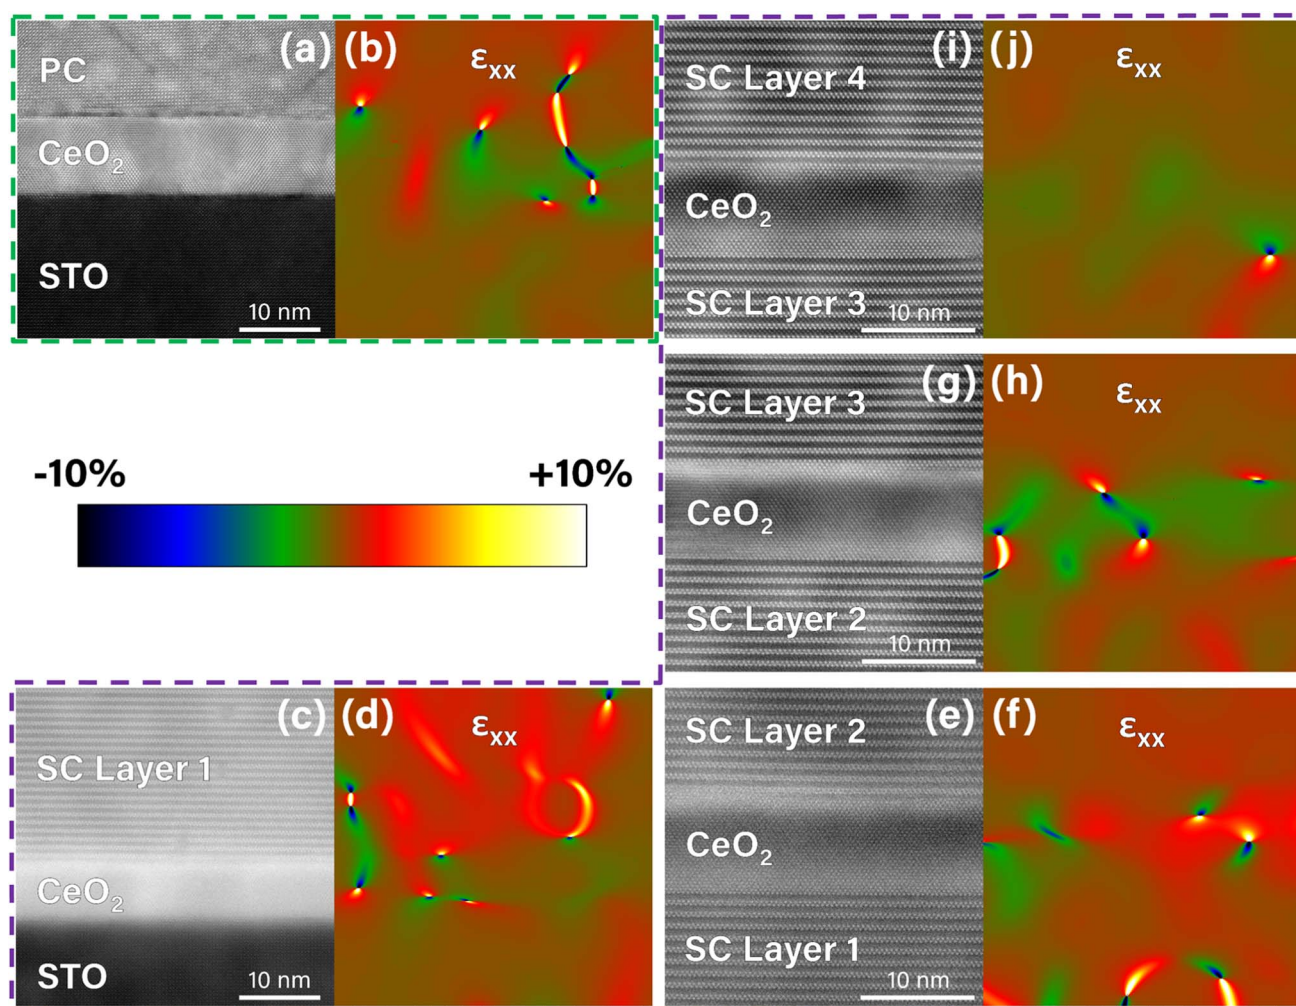 (a)
PC
CeO₂
STO
10 nm
(b)
εxx
(i)
SC Layer 4
CeO₂
SC Layer 3
10 nm
(j)
εxx
(g)
SC Layer 3
CeO₂
SC Layer 2
10 nm
(h)
εxx
-10%
+10%
(c)
SC Layer 1
CeO₂
STO
10 nm
(d)
εxx
(e)
SC Layer 2
CeO₂
SC Layer 1
10 nm
(f)
εxx